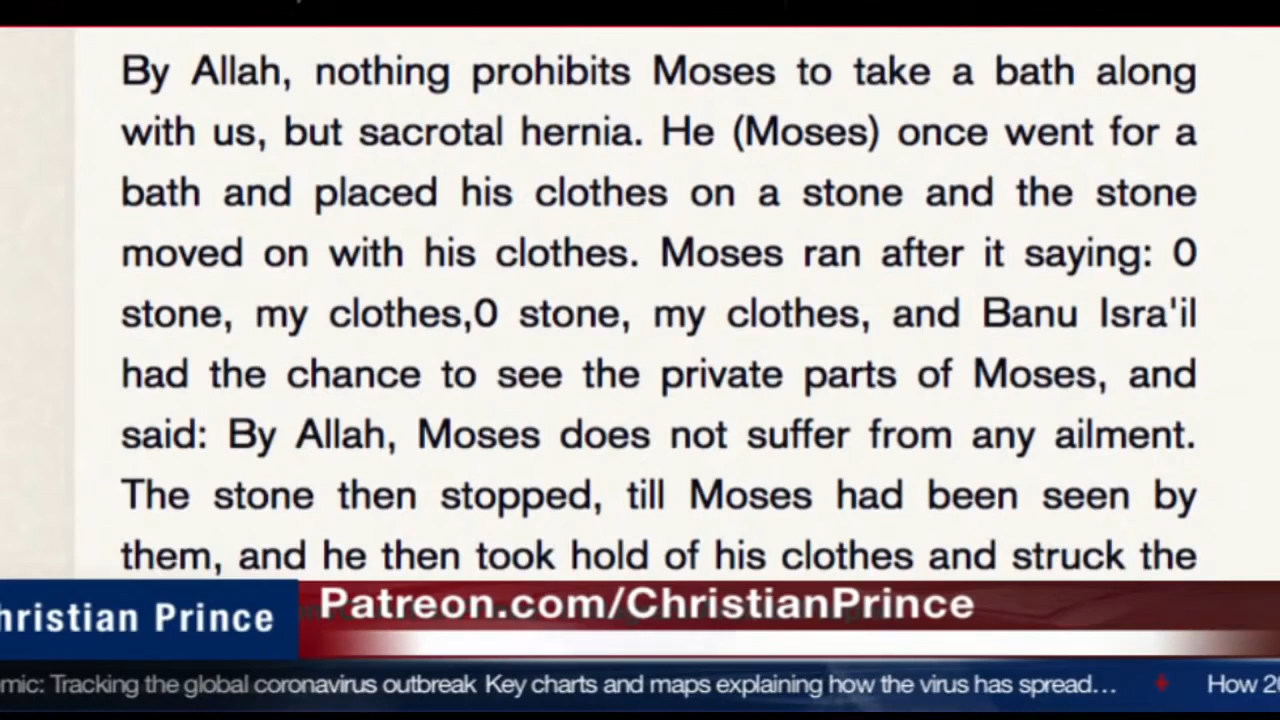 By Allah, nothing prohibits Moses to take a bath along
with us, but sacrotal hernia. He (Moses) once went for a
bath and placed his clothes on a stone and the stone
moved on with his clothes. Moses ran after it saying: 0
stone, my clothes,0 stone, my clothes, and Banu Isra'il
had the chance to see the private parts of Moses, and
said: By Allah, Moses does not suffer from any ailment.
The stone then stopped, till Moses had been seen by
them, and he then took hold of his clothes and struck the
hristian Prince
Patreon.com/ChristianPrince
mic: Tracking the global coronavirus outbreak Key charts and maps explaining how the virus has spread... How 20